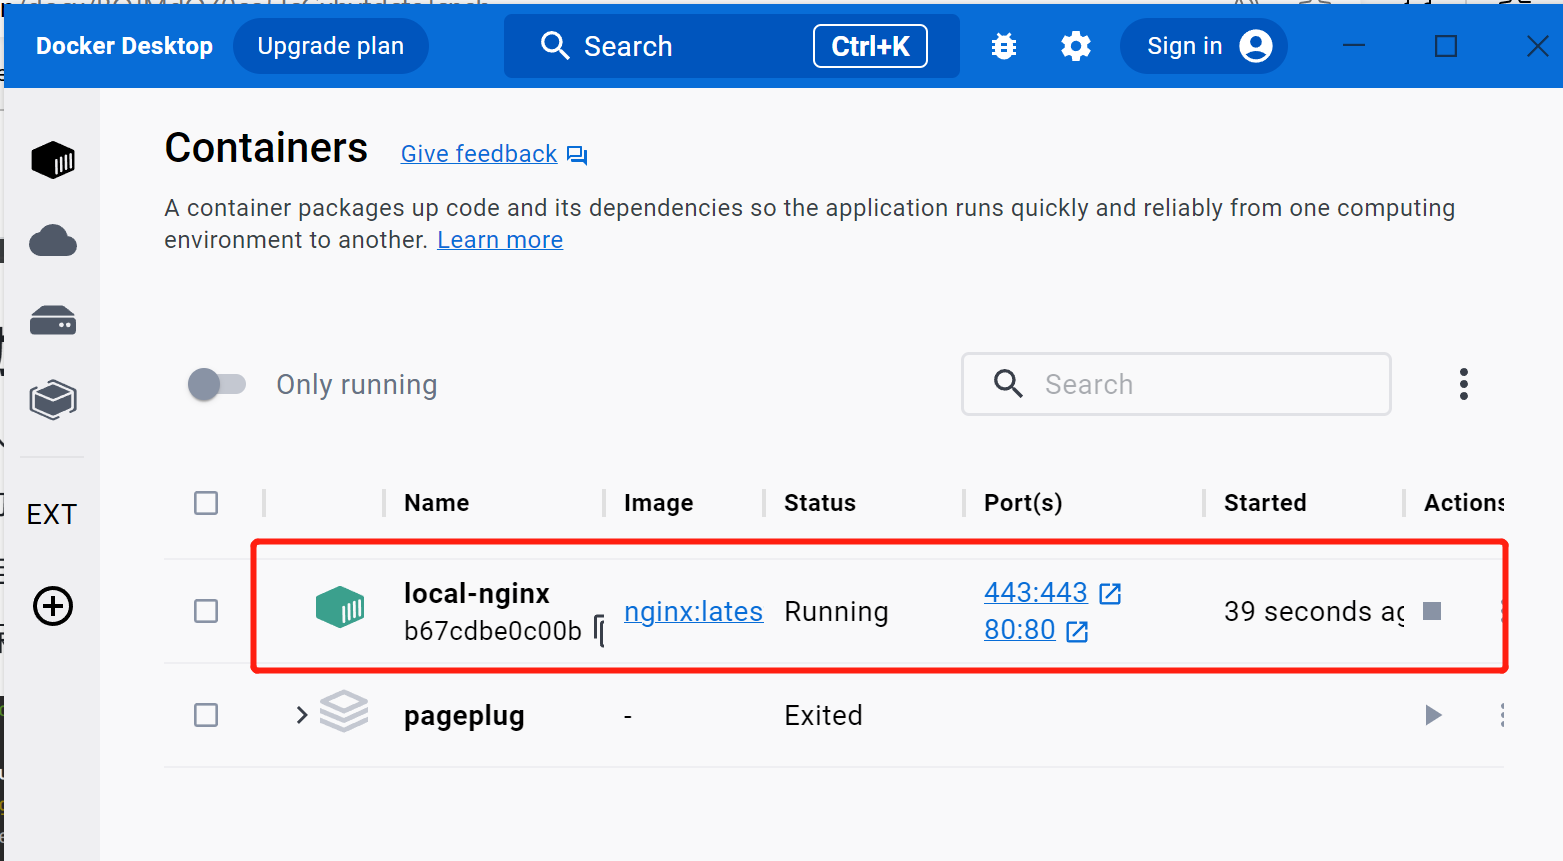 Docker Desktop
Upgrade plan
Search
Ctrl+K
Sign in
Containers
Give feedback
A container packages up code and its dependencies so the application runs quickly and reliably from one computing
environment to another. Learn more
Only running
Search
EXT
Name
Image
Status
Port(s)
Started
Actions
local-nginx
b67cdbe0c00b
nginx:lates
Running
443:443
80:80
39 seconds ag
pageplug
-
Exited